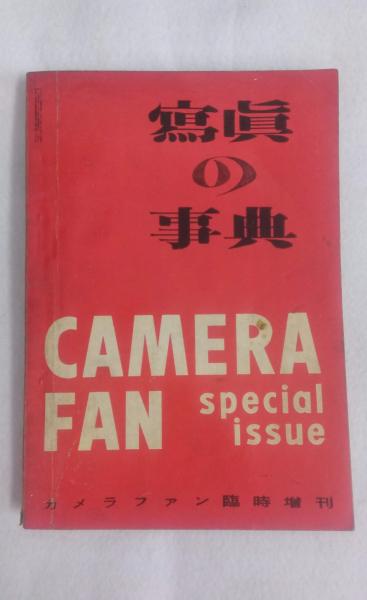 寫眞
の
事典
CAMERA
FAN special
issue
カメラファン臨時増刊